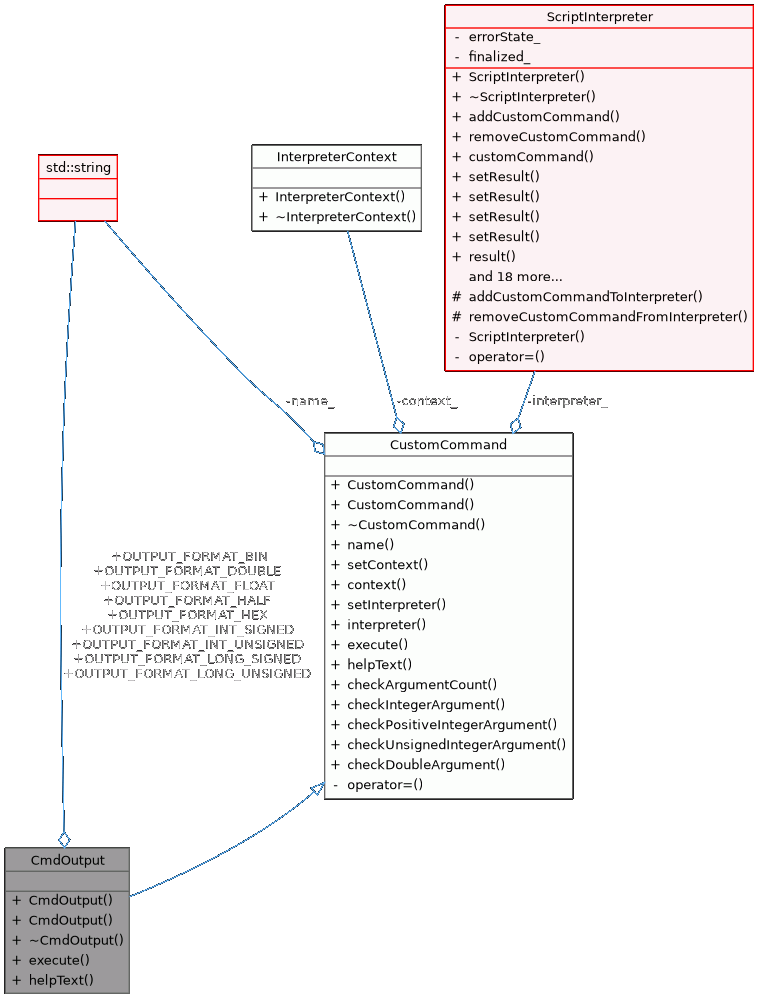 ScriptInterpreter
- errorState_
- finalized_
+ ScriptInterpreter()
+ ~ScriptInterpreter()
+ addCustomCommand()
+ removeCustomCommand()
+ customCommand()
+ setResult()
+ setResult()
+ setResult()
+ setResult()
+ result()
and 18 more...
# addCustomCommandToInterpreter()
# removeCustomCommandFromInterpreter()
- ScriptInterpreter()
- operator=()
std::string
InterpreterContext
+ InterpreterContext()
+ ~InterpreterContext()
-name_
-context_
-interpreter_
CustomCommand
+ CustomCommand()
+ CustomCommand()
+ ~CustomCommand()
+ name()
+ setContext()
+ context()
+ setInterpreter()
+ interpreter()
+ execute()
+ helpText()
+ checkArgumentCount()
+ checkIntegerArgument()
+ checkPositiveIntegerArgument()
+ checkUnsignedIntegerArgument()
+ checkDoubleArgument()
- operator=()
+OUTPUT_FORMAT_BIN
+OUTPUT_FORMAT_DOUBLE
+OUTPUT_FORMAT_FLOAT
+OUTPUT_FORMAT_HALF
+OUTPUT_FORMAT_HEX
+OUTPUT_FORMAT_INT_SIGNED
+OUTPUT_FORMAT_INT_UNSIGNED
+OUTPUT_FORMAT_LONG_SIGNED
+OUTPUT_FORMAT_LONG_UNSIGNED
CmdOutput
+ CmdOutput()
+ CmdOutput()
+ ~CmdOutput()
+ execute()
+ helpText()